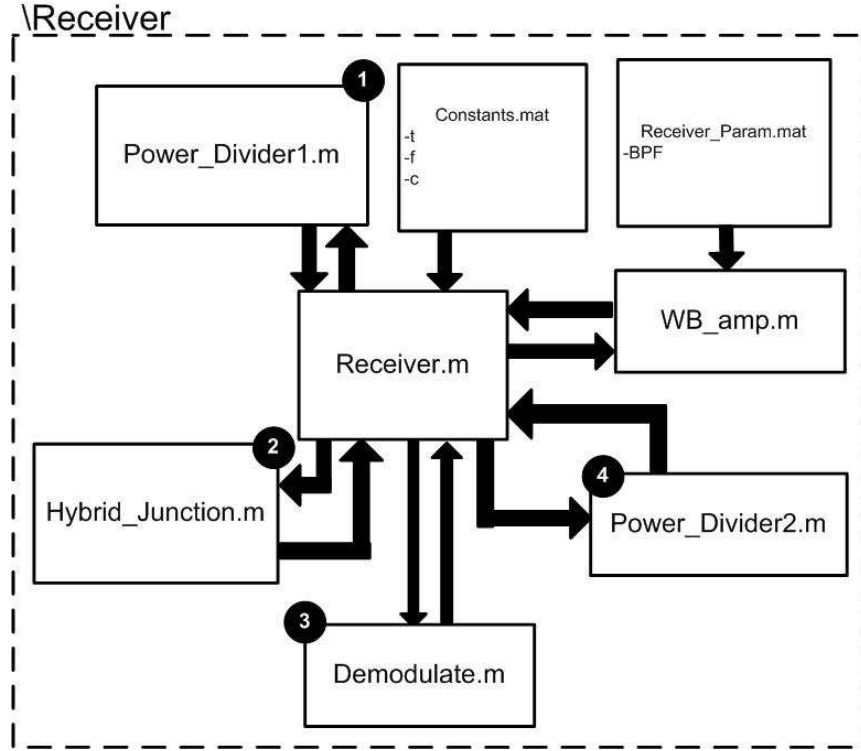 \Receiver
1
Power_Divider1.m
Constants.mat
-t
-f
-c
Receiver_Param.mat
-BPF
WB_amp.m
Receiver.m
2
Hybrid_Junction.m
4
Power_Divider2.m
3
Demodulate.m